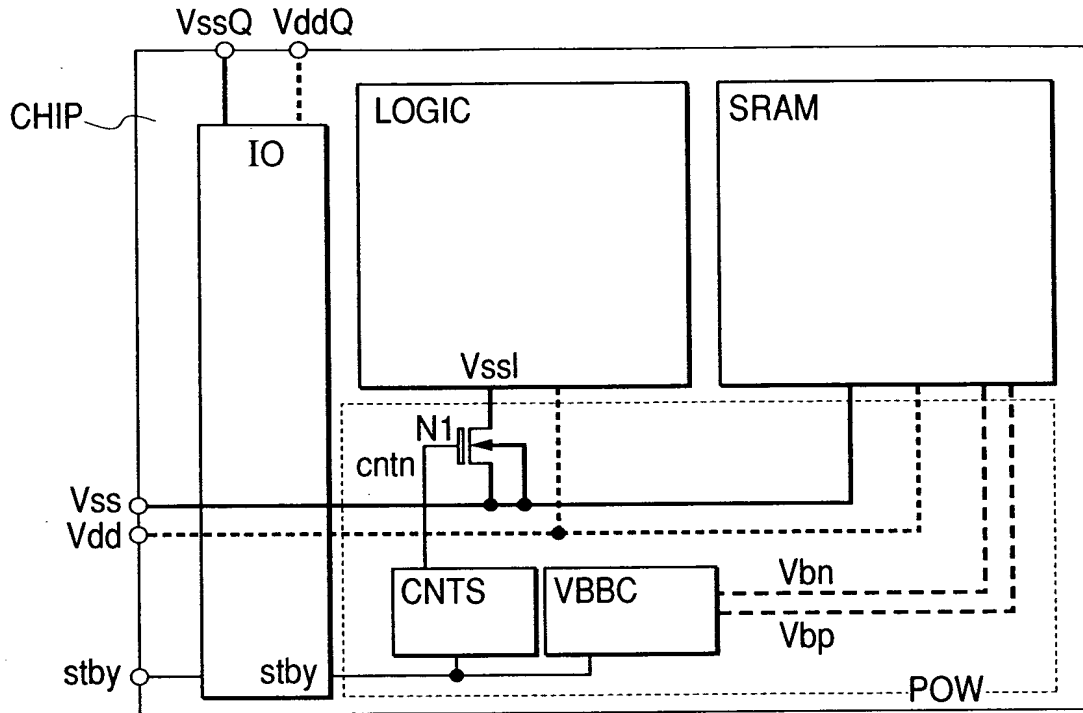 VssQ VddQ
CHIP
IO
LOGIC
SRAM
Vssl
N1
cntn
Vss
Vdd
CNTS
VBBC
Vbn
Vbp
stby
stby
POW